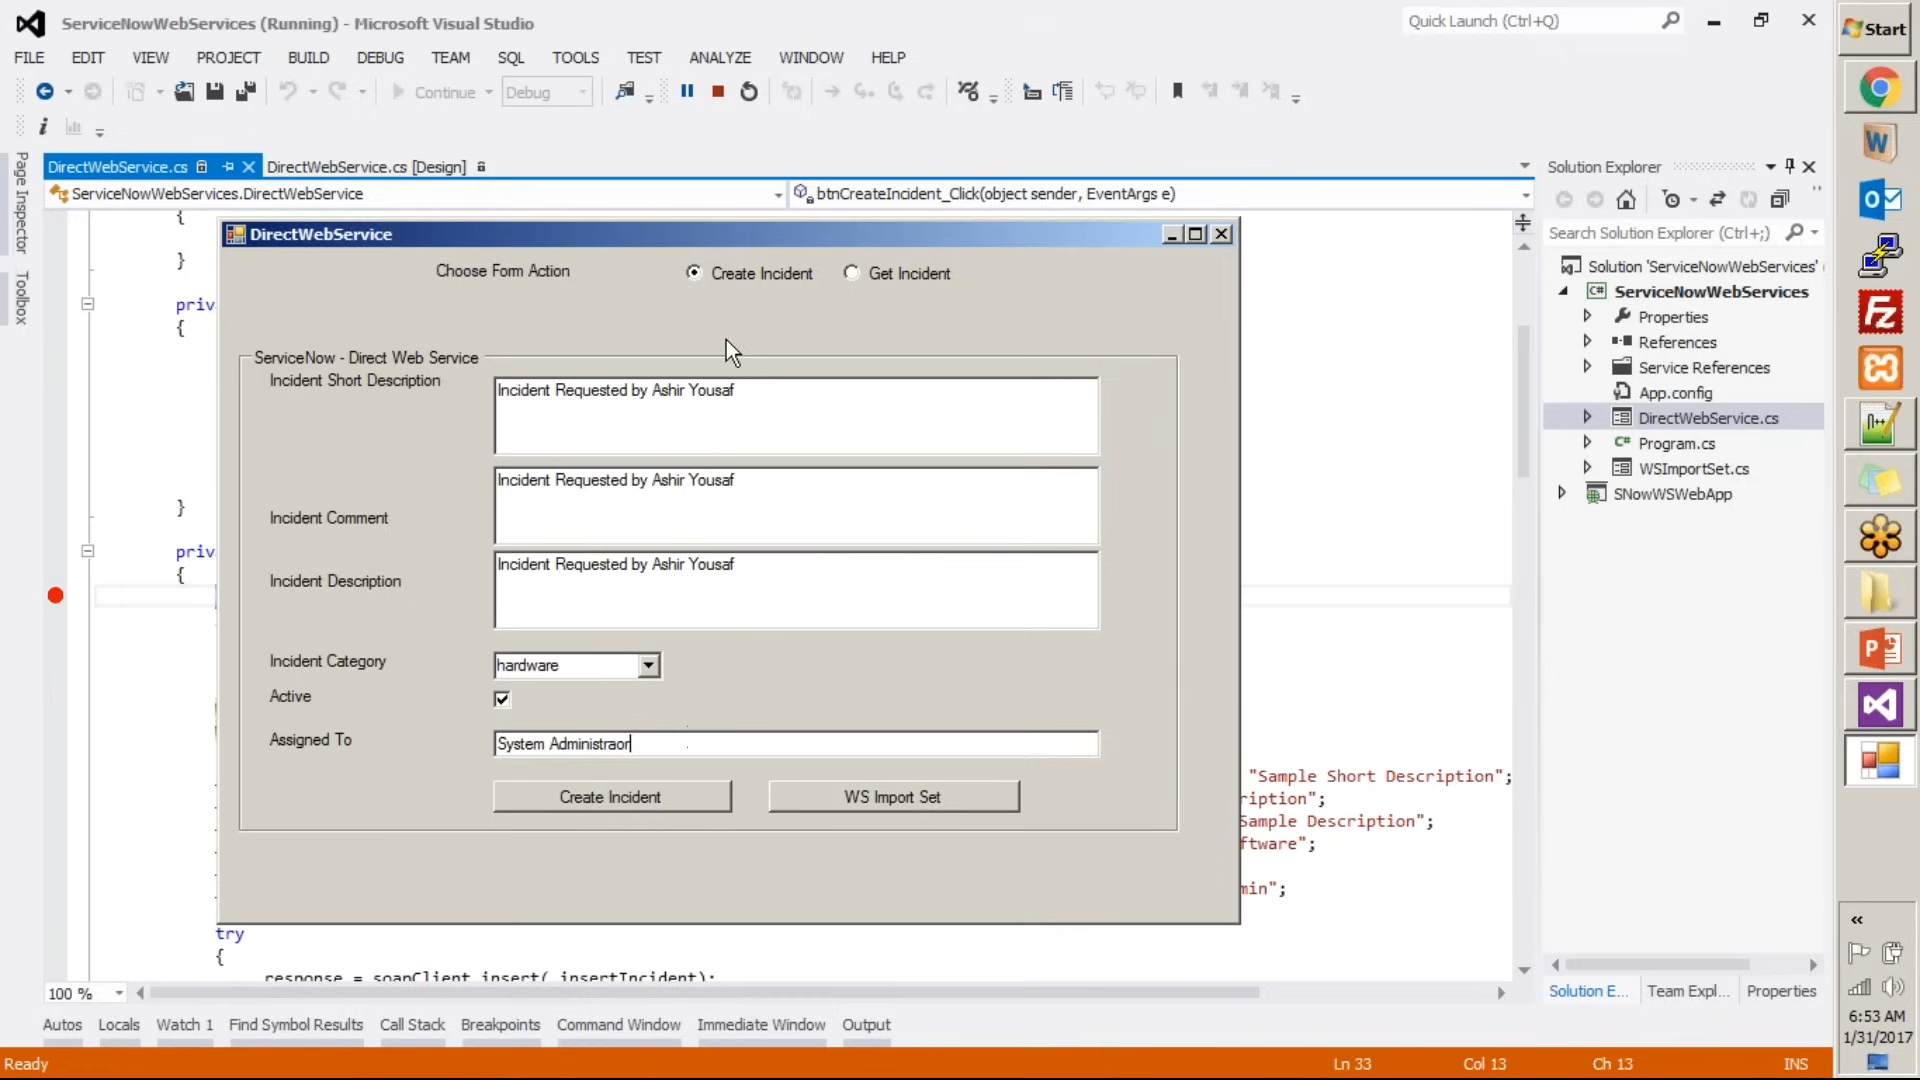 ServiceNowWebServices (Running) - Microsoft Visual Studio
Quick Launch (Ctrl+Q)
Start
FILE EDIT VIEW PROJECT BUILD DEBUG TEAM SQL TOOLS TEST ANALYZE WINDOW HELP
Continue Debug
Page Inspector
Toolbox
DirectWebService.cs DirectWebService.cs [Design]
ServiceNowWebServices.DirectWebService btnCreateIncident_Click(object sender, EventArgs e)
{
}
priv
{
}
priv
{
DirectWebService
Choose Form Action Create Incident Get Incident
ServiceNow - Direct Web Service
Incident Short Description Incident Requested by Ashir Yousaf
Incident Comment Incident Requested by Ashir Yousaf
Incident Description Incident Requested by Ashir Yousaf
Incident Category hardware
Active
Assigned To System Administraor
Create Incident WS Import Set
"Sample Short Description";
ription";
Sample Description";
ftware";
min";
try
{
response = soapClient.insert( insertIncident);
100 %
Solution Explorer
Search Solution Explorer (Ctrl+;)
Solution 'ServiceNowWebServices' (
ServiceNowWebServices
Properties
References
Service References
App.config
DirectWebService.cs
C# Program.cs
WSImportSet.cs
SNowWSWebApp
Solution E... Team Expl... Properties
Autos Locals Watch 1 Find Symbol Results Call Stack Breakpoints Command Window Immediate Window Output
Ready Ln 33 Col 13 Ch 13 INS
6:53 AM
1/31/2017